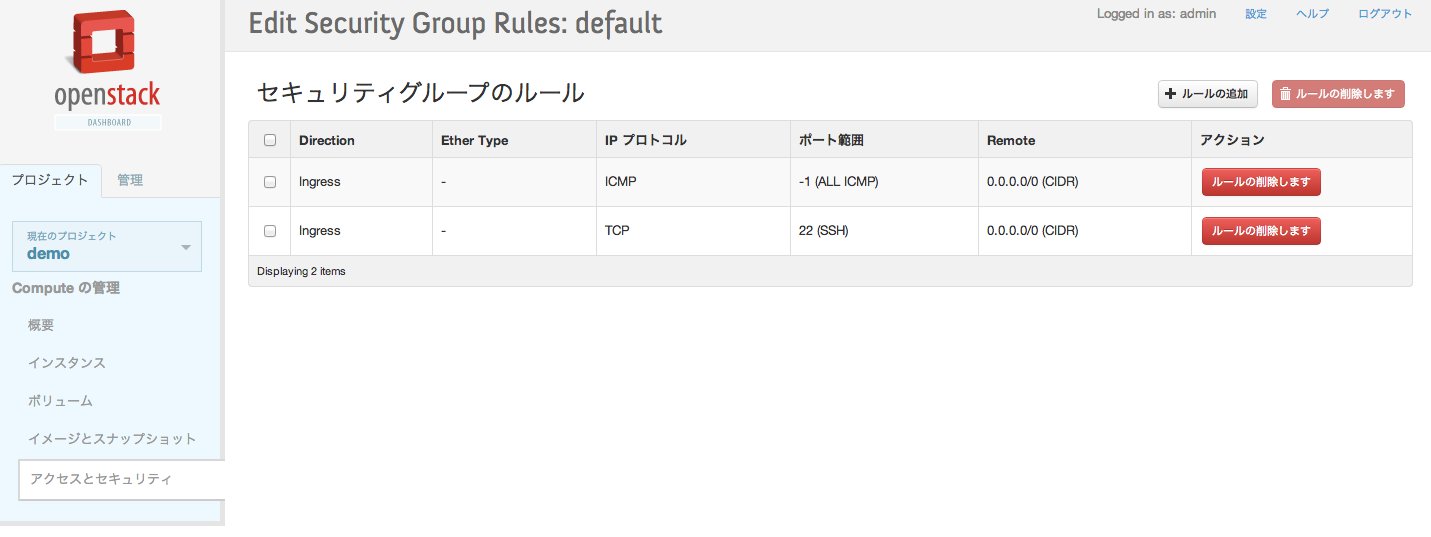 openstack
DASHBOARD
プロジェクト 管理
現在のプロジェクト
demo
Compute の管理
概要
インスタンス
ボリューム
イメージとスナップショット
アクセスとセキュリティ
Edit Security Group Rules: default
Logged in as: admin 設定 ヘルプ ログアウト
セキュリティグループのルール
ルールの追加 ルールの削除します
Direction Ether Type IP プロトコル ポート範囲 Remote アクション
Ingress - ICMP -1 (ALL ICMP) 0.0.0.0/0 (CIDR) ルールの削除します
Ingress - TCP 22 (SSH) 0.0.0.0/0 (CIDR) ルールの削除します
Displaying 2 items